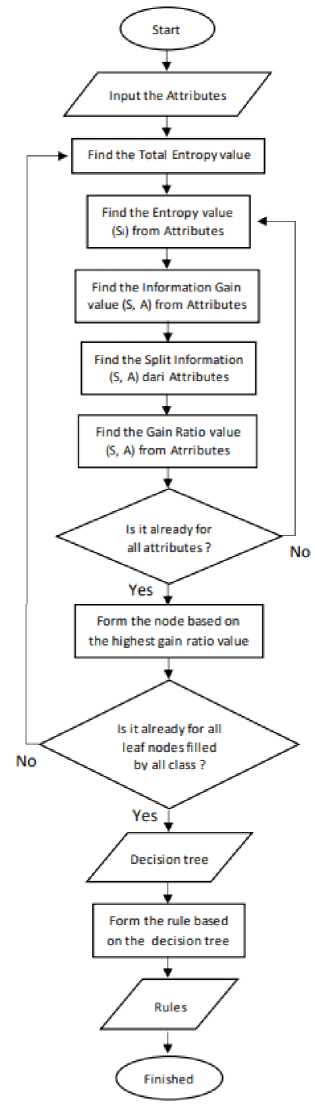 Start
Input the Attributes
Find the Total Entropy value
Find the Entropy value
(Si) from Attributes
Find the Information Gain
value (S, A) from Attributes
Find the Split Information
(S, A) dari Attributes
Find the Gain Ratio value
(S, A) from Atrributes
Is it already for
all attributes ?
No
Yes
Form the node based on
the highest gain ratio value
Is it already for all
leaf nodes filled
by all class ?
No
Yes
Decision tree
Form the rule based
on the decision tree
Rules
Finished